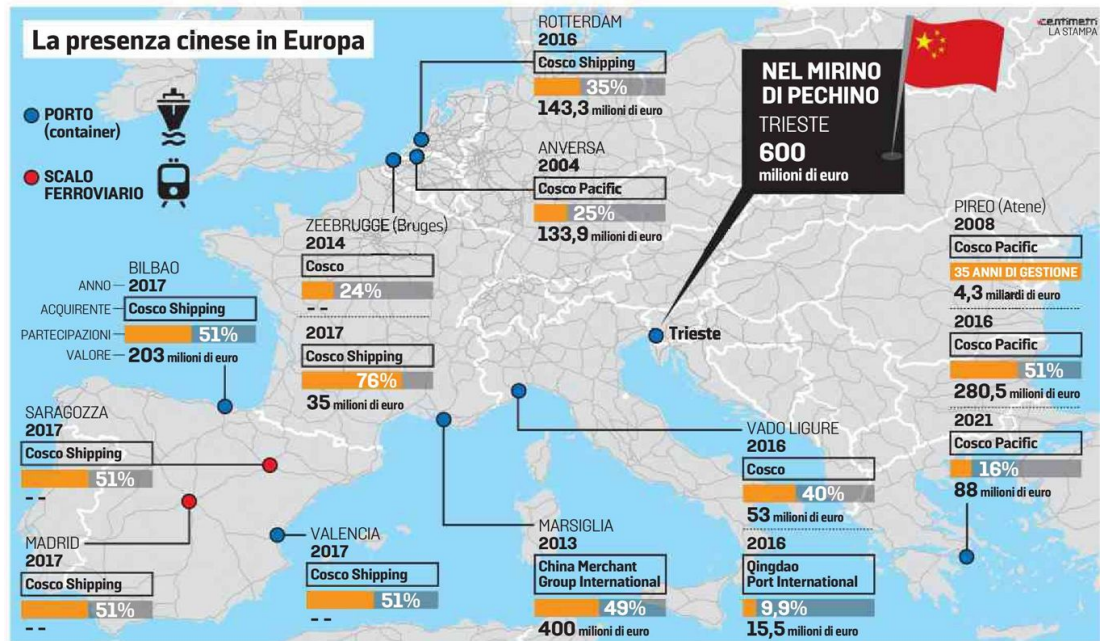 La presenza cinese in Europa
centimetri
LA STAMPA
PORTO
(container)
SCALO
FERROVIARIO
ROTTERDAM
2016
Cosco Shipping
35%
143,3 milioni di euro
ANVERSA
2004
Cosco Pacific
25%
133,9 milioni di euro
NEL MIRINO
DI PECHINO
TRIESTE
600
milioni di euro
Trieste
ZEEBRUGGE (Bruges)
2014
Cosco
24%
--
2017
Cosco Shipping
76%
35 milioni di euro
BILBAO
ANNO 2017
ACQUIRENTE Cosco Shipping
PARTECIPAZIONI 51%
VALORE 203 milioni di euro
SARAGOZZA
2017
Cosco Shipping
51%
--
MADRID
2017
Cosco Shipping
51%
--
VALENCIA
2017
Cosco Shipping
51%
--
MARSIGLIA
2013
China Merchant
Group International
49%
400 milioni di euro
VADO LIGURE
2016
Cosco
40%
53 milioni di euro
2016
Qingdao
Port International
9,9%
15,5 milioni di euro
PIREO (Atene)
2008
Cosco Pacific
35 ANNI DI GESTIONE
4,3 miliardi di euro
2016
Cosco Pacific
51%
280,5 milioni di euro
2021
Cosco Pacific
16%
88 milioni di euro